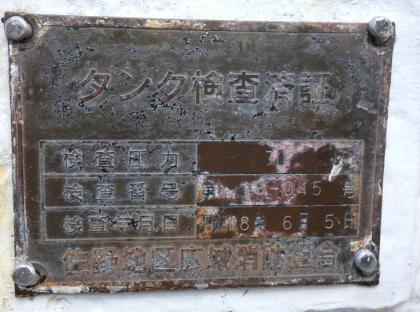 タンク検査済証
検査圧力
検査番号 第 045 号
検査年月日 18年6月5日
佐野地区広域消防組合